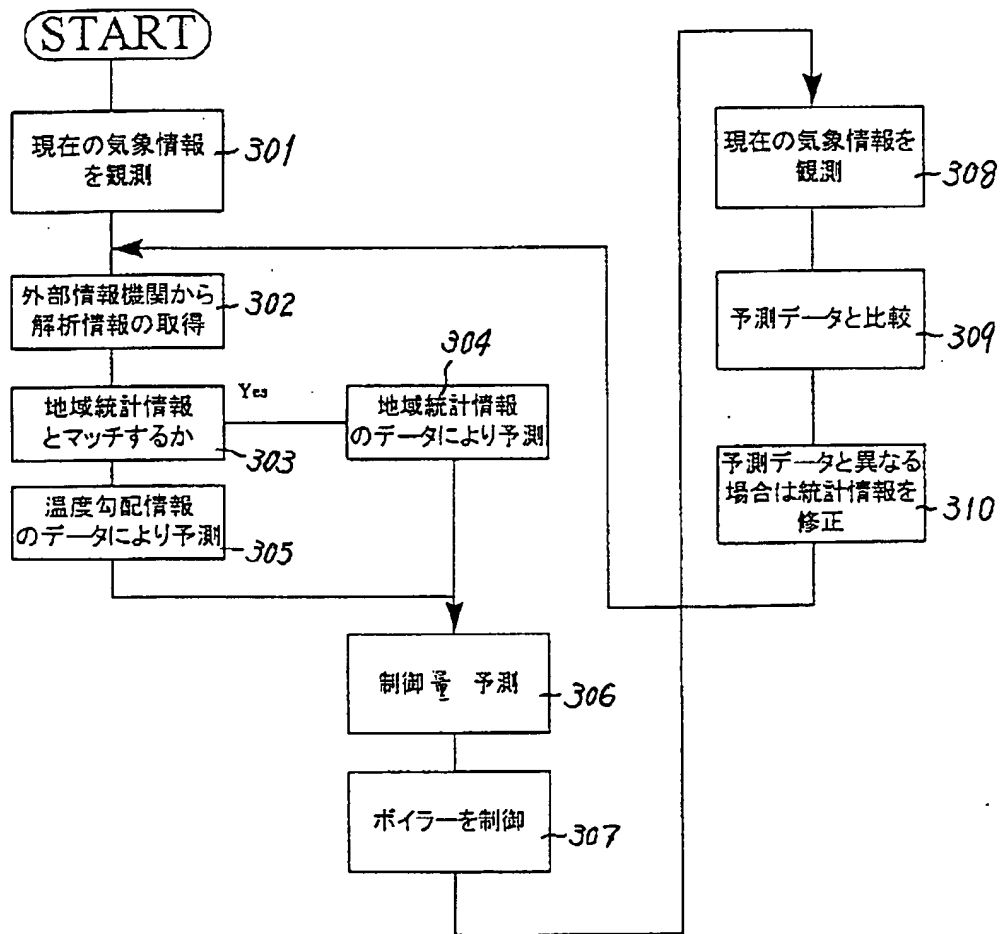 START
現在の気象情報
を観測
301
外部情報機関から
解析情報の取得
302
地域統計情報
とマッチするか
303
Yes
304
地域統計情報
のデータにより予測
温度勾配情報
のデータにより予測
305
制御量 予測
306
ボイラーを制御
307
現在の気象情報を
観測
308
予測データと比較
309
予測データと異なる
場合は統計情報を
修正
310